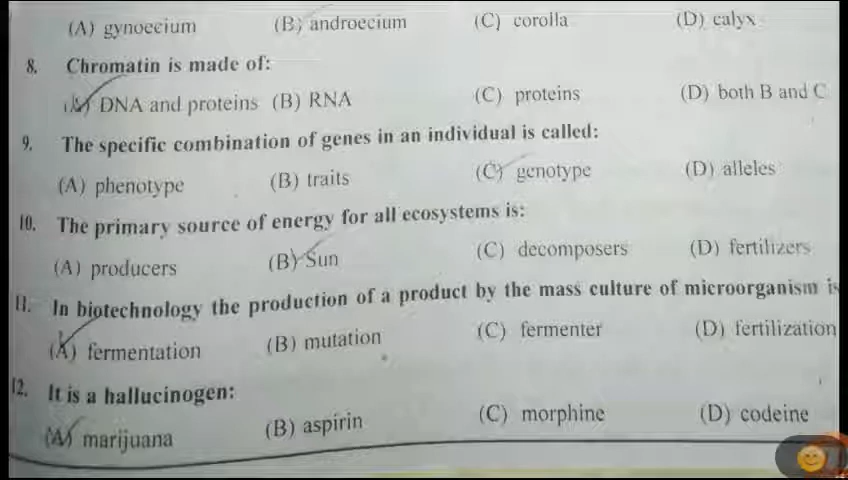 (A) gynoecium (B) androecium (C) corolla (D) calyx
8. Chromatin is made of:
(A) DNA and proteins (B) RNA (C) proteins (D) both B and C
9. The specific combination of genes in an individual is called:
(A) phenotype (B) traits (C) genotype (D) alleles
10. The primary source of energy for all ecosystems is:
(A) producers (B) Sun (C) decomposers (D) fertilizers
11. In biotechnology the production of a product by the mass culture of microorganism is
(A) fermentation (B) mutation (C) fermenter (D) fertilization
12. It is a hallucinogen:
(A) marijuana (B) aspirin (C) morphine (D) codeine